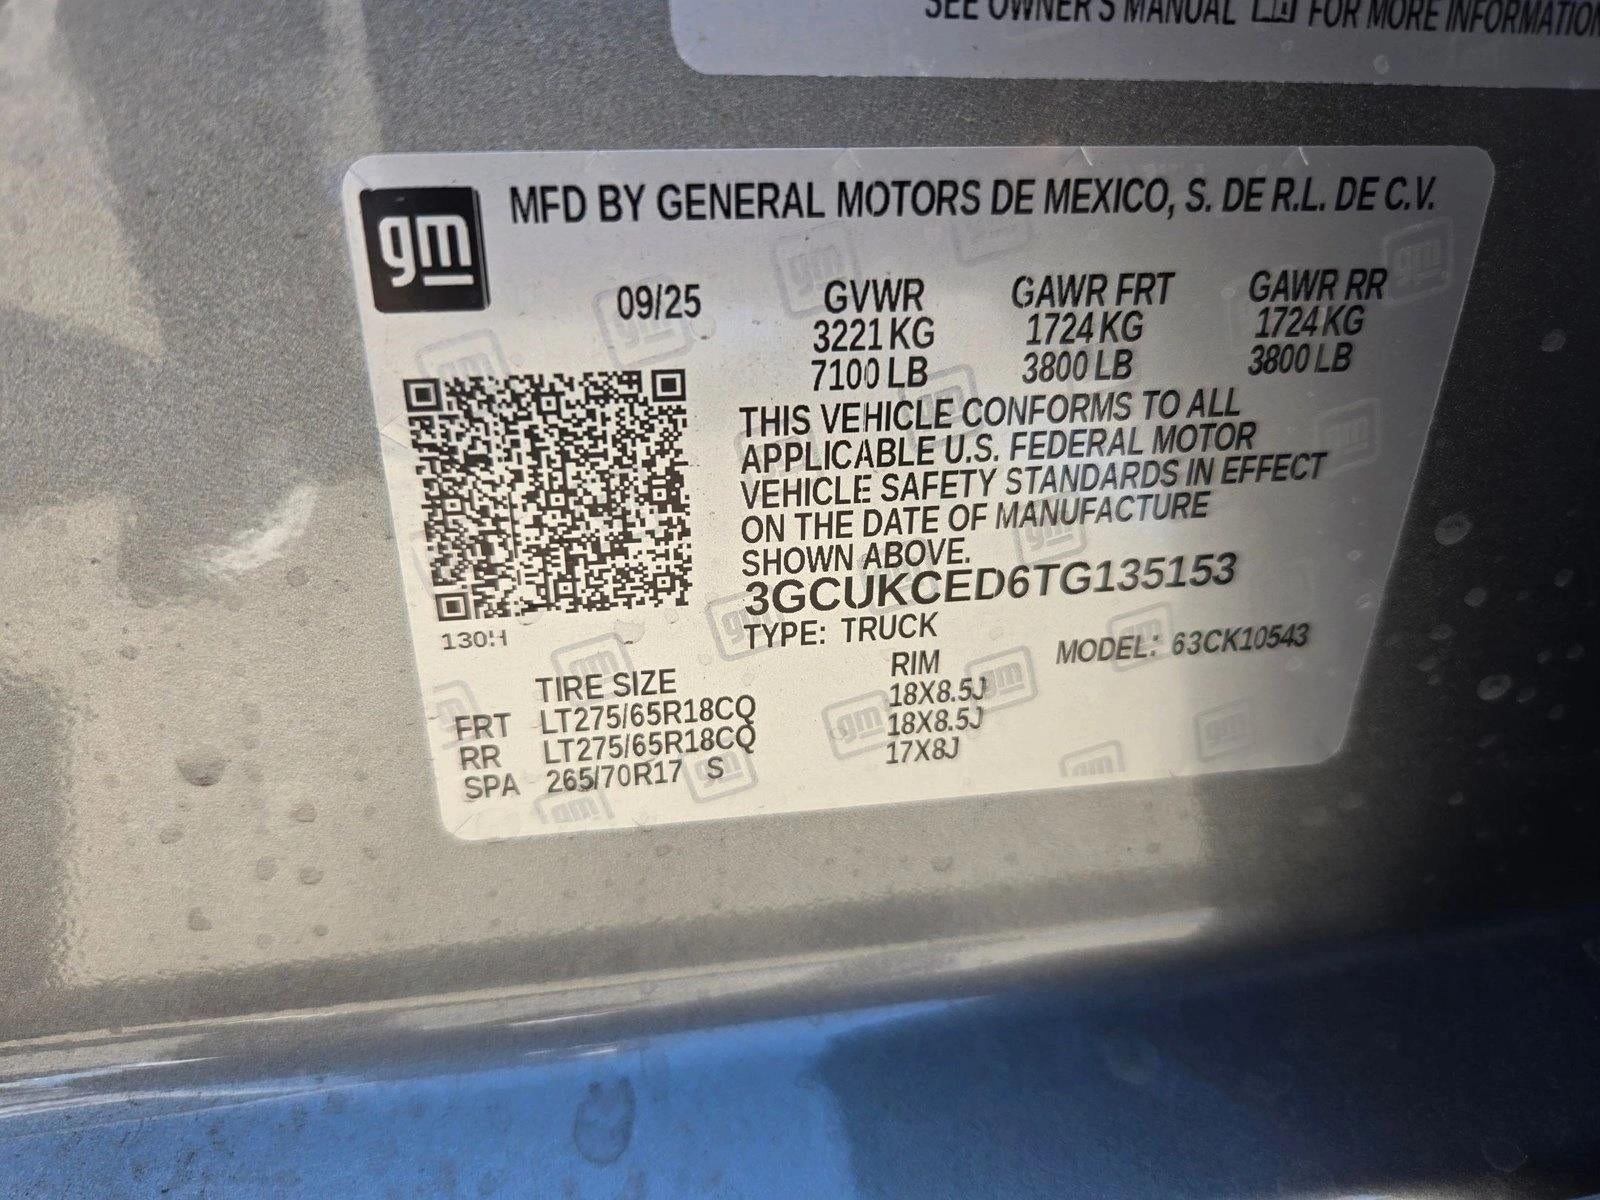 SEE OWNER'S MANUAL FOR MORE INFORMATION
gm MFD BY GENERAL MOTORS DE MEXICO, S. DE R.L. DE C.V.
09/25 GVWR GAWR FRT GAWR RR
3221 KG 1724 KG 1724 KG
7100 LB 3800 LB 3800 LB
THIS VEHICLE CONFORMS TO ALL
APPLICABLE U.S. FEDERAL MOTOR
VEHICLE SAFETY STANDARDS IN EFFECT
ON THE DATE OF MANUFACTURE
SHOWN ABOVE.
3GCUKCED6TG135153
130H
TYPE: TRUCK MODEL: 63CK10543
TIRE SIZE RIM
FRT LT275/65R18CQ 18X8.5J
RR LT275/65R18CQ 18X8.5J
SPA 265/70R17 S 17X8J